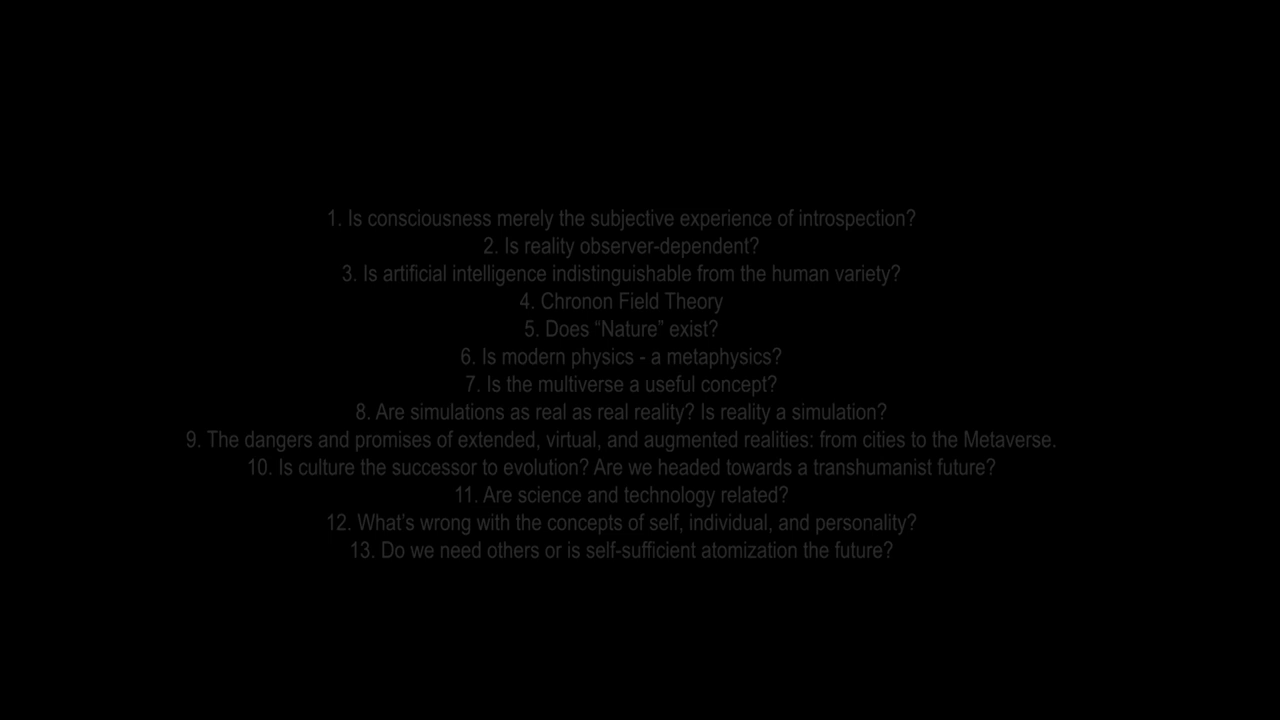 1. Is consciousness merely the subjective experience of introspection?
2. Is reality observer-dependent?
3. Is artificial intelligence indistinguishable from the human variety?
4. Chronon Field Theory
5. Does “Nature” exist?
6. Is modern physics - a metaphysics?
7. Is the multiverse a useful concept?
8. Are simulations as real as real reality? Is reality a simulation?
9. The dangers and promises of extended, virtual, and augmented realities: from cities to the Metaverse.
10. Is culture the successor to evolution? Are we headed towards a transhumanist future?
11. Are science and technology related?
12. What’s wrong with the concepts of self, individual, and personality?
13. Do we need others or is self-sufficient atomization the future?